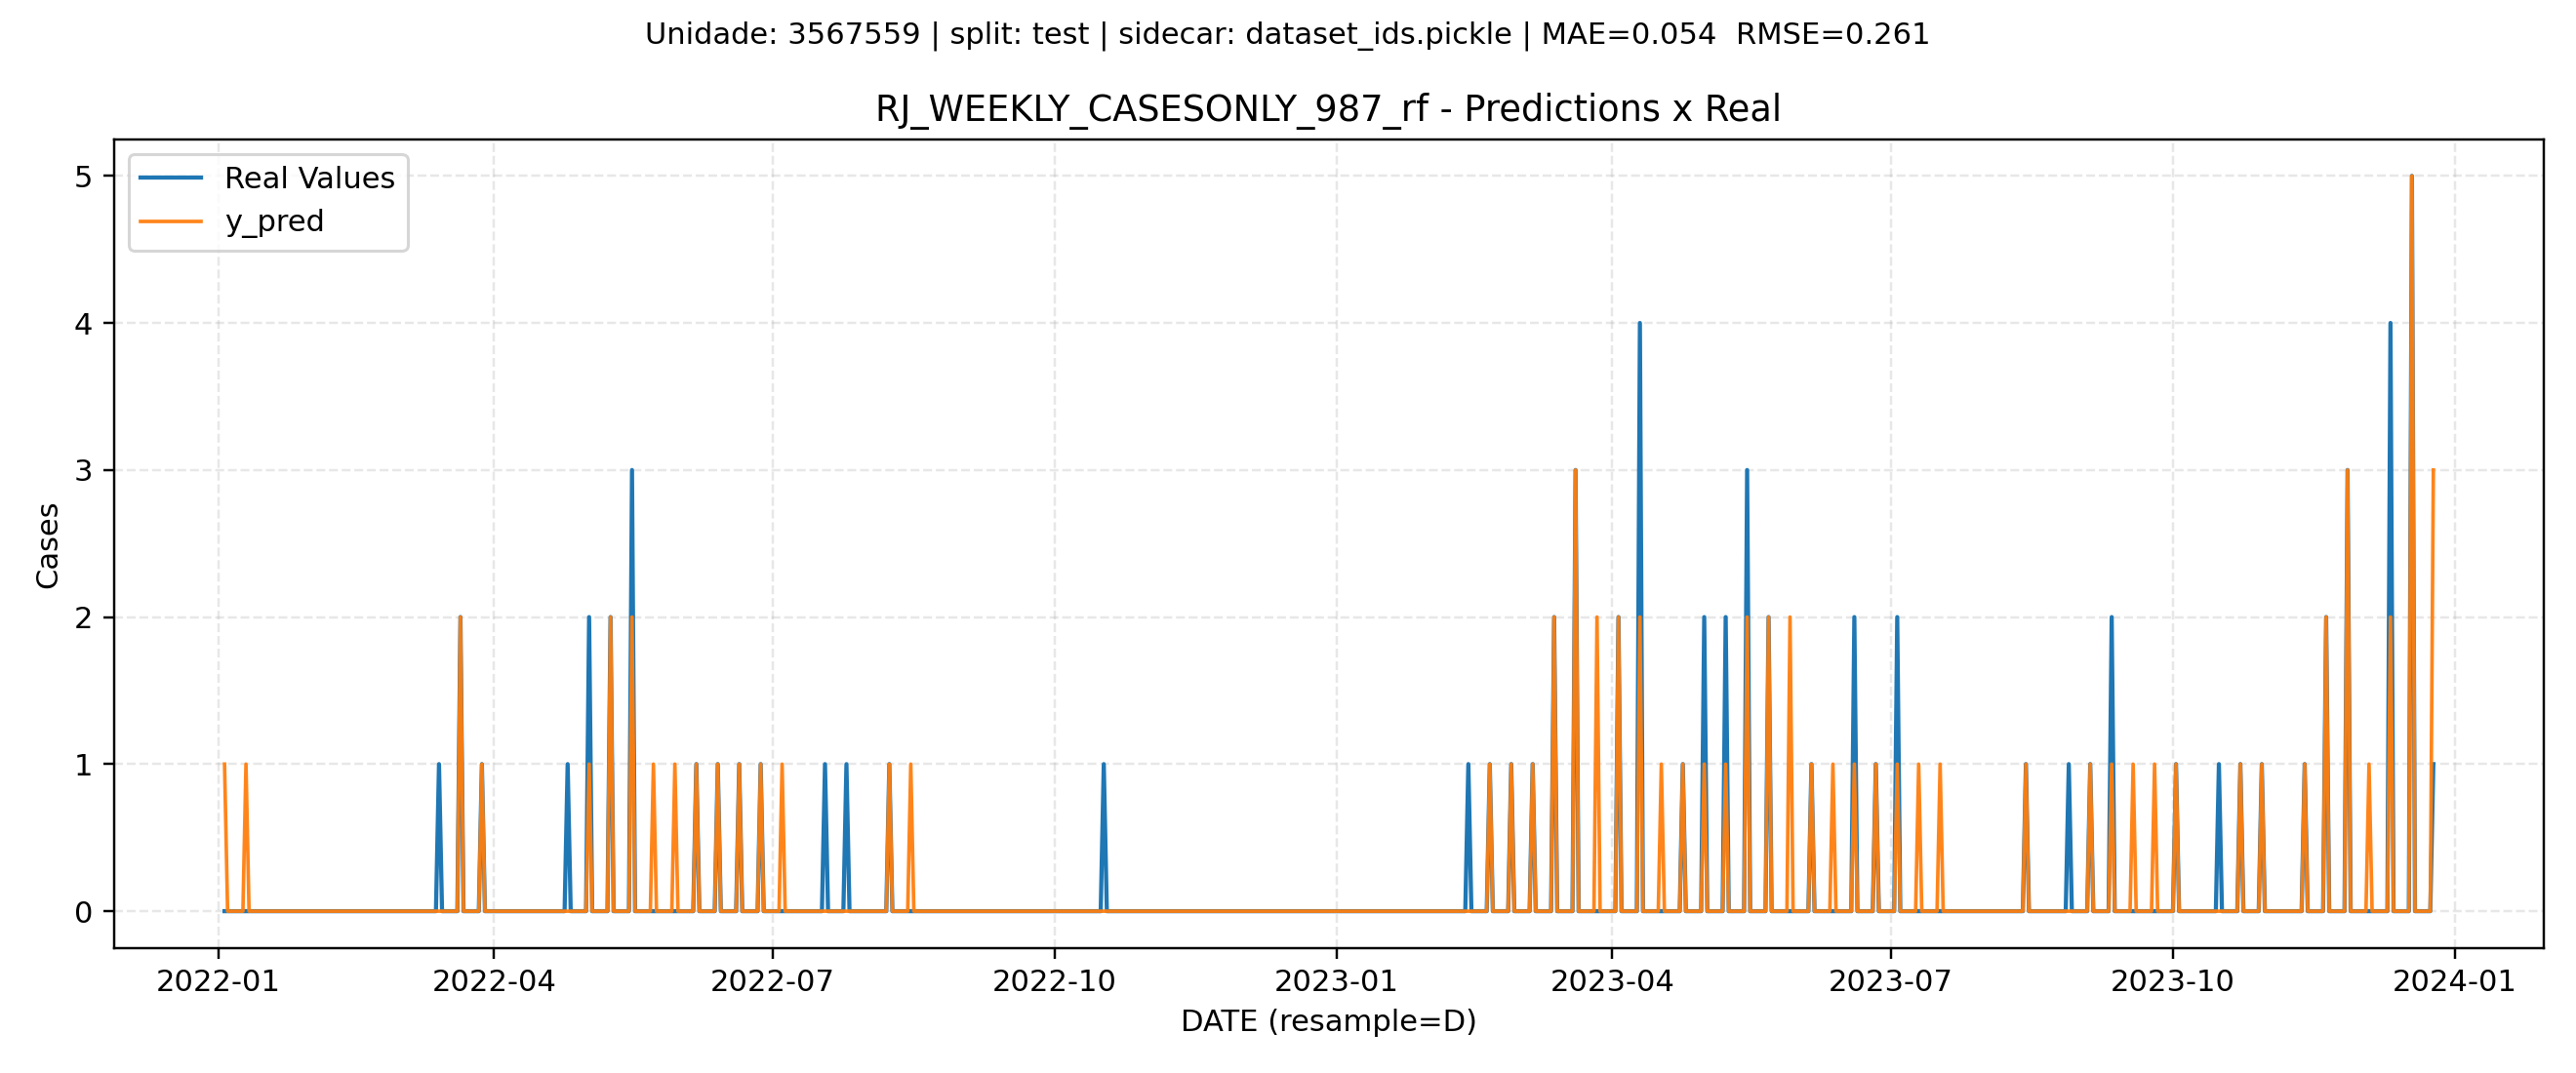 Unidade: 3567559 | split: test | sidecar: dataset_ids.pickle | MAE=0.054  RMSE=0.261
RJ_WEEKLY_CASESONLY_987_rf - Predictions x Real
Real Values
y_pred
5
4
3
2
1
0
Cases
2022-01
2022-04
2022-07
2022-10
2023-01
2023-04
2023-07
2023-10
2024-01
DATE (resample=D)